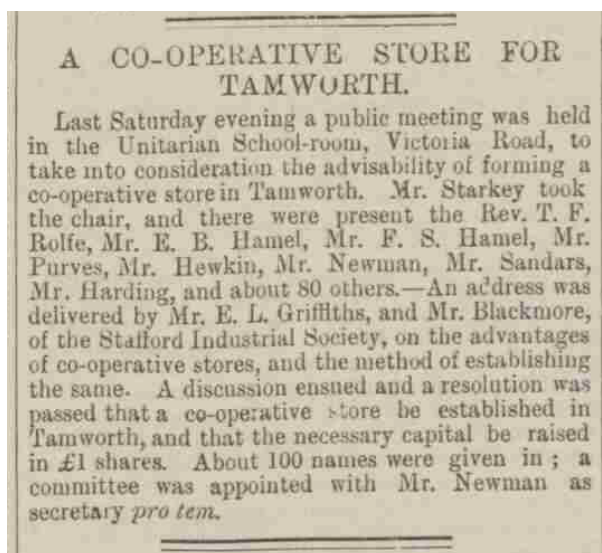 A CO-OPERATIVE STORE FOR
TAMWORTH.
Last Saturday evening a public meeting was held
in the Unitarian School-room, Victoria Road, to
take into consideration the advisability of forming a
co-operative store in Tamworth. Mr. Starkey took
the chair, and there were present the Rev. T. F.
Rolfe, Mr. E. B. Hamel, Mr. F. S. Hamel, Mr.
Purves, Mr. Hewkin, Mr. Newman, Mr. Sandars,
Mr. Harding, and about 80 others.—An address was
delivered by Mr. E. L. Griffiths, and Mr. Blackmore,
of the Stafford Industrial Society, on the advantages
of co-operative stores, and the method of establishing
the same. A discussion ensued and a resolution was
passed that a co-operative store be established in
Tamworth, and that the necessary capital be raised
in £1 shares. About 100 names were given in ; a
committee was appointed with Mr. Newman as
secretary pro tem.